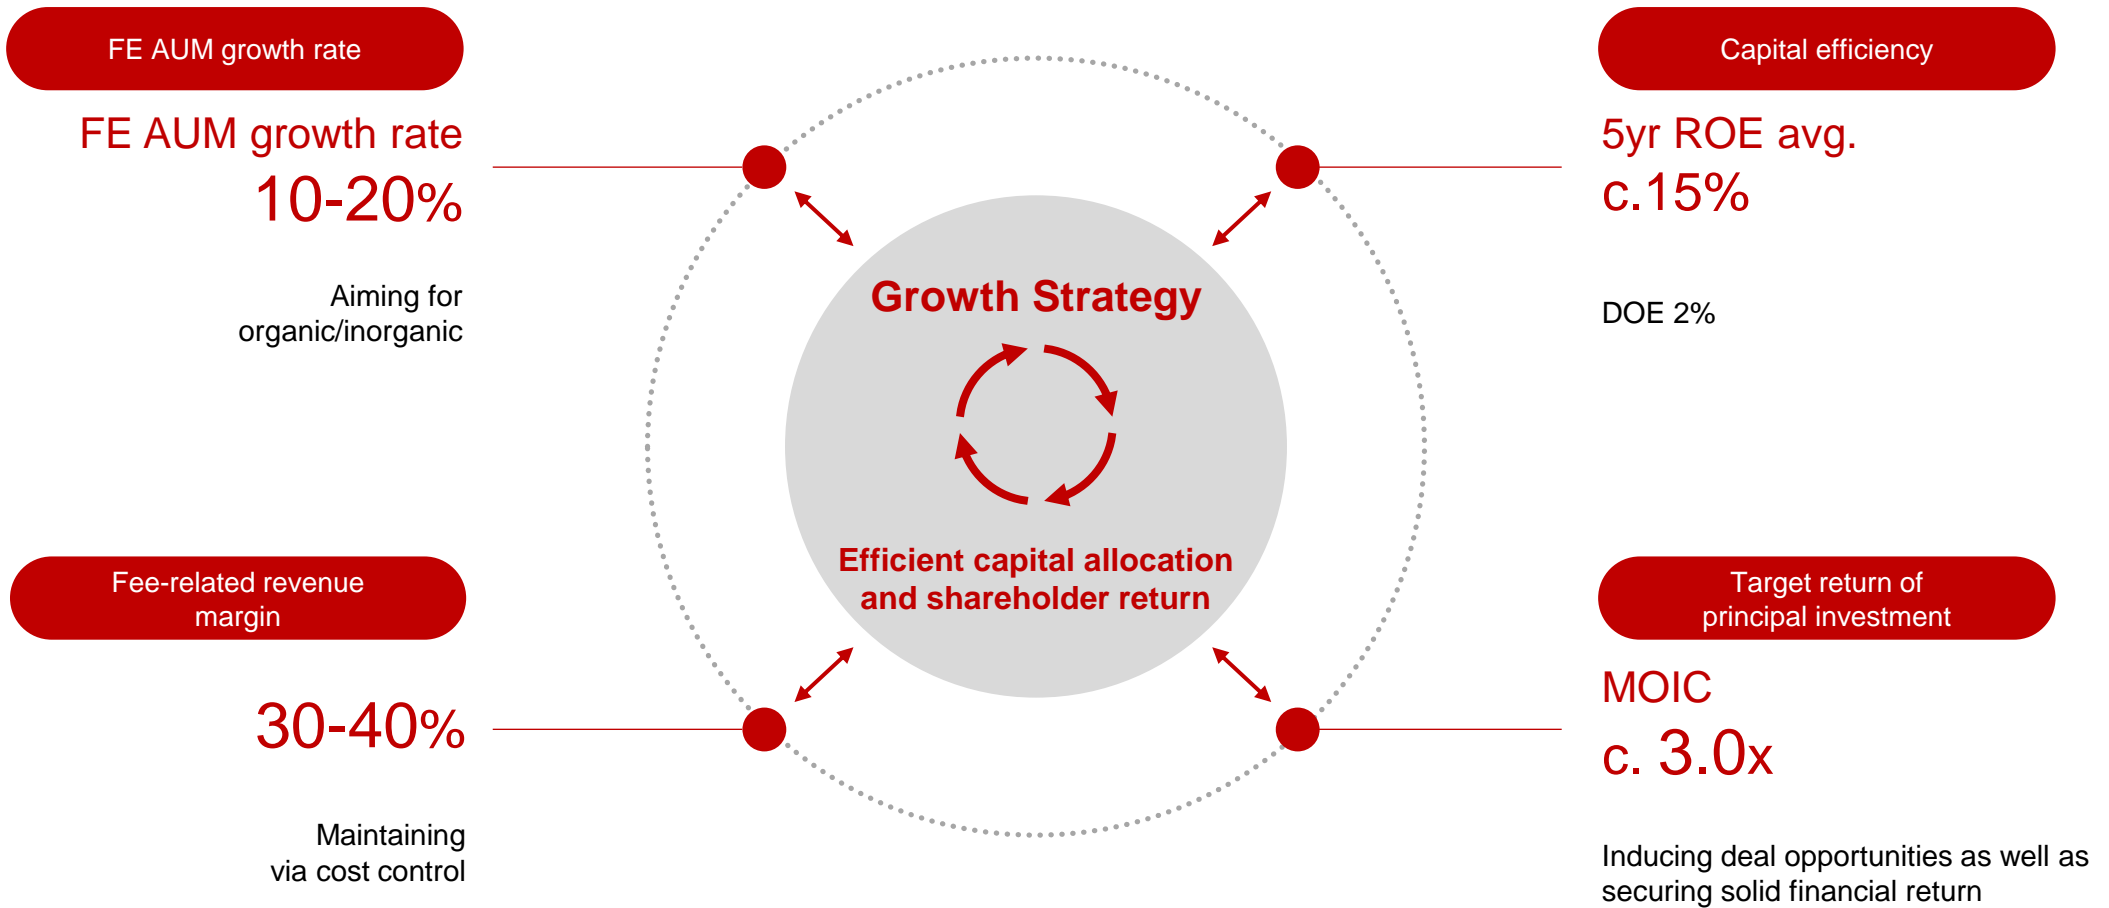 FE AUM growth rate
FE AUM growth rate
10-20%
Aiming for
organic/inorganic
Capital efficiency
5yr ROE avg.
c.15%
DOE 2%
Growth Strategy
Efficient capital allocation
and shareholder return
Fee-related revenue
margin
30-40%
Maintaining
via cost control
Target return of
principal investment
MOIC
c. 3.0x
Inducing deal opportunities as well as
securing solid financial return